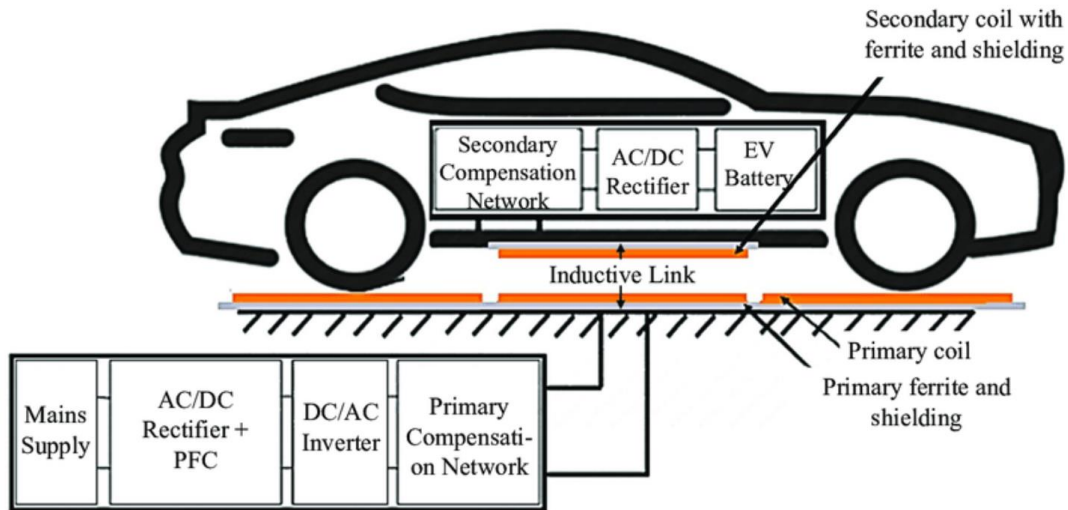 Secondary coil with
ferrite and shielding
Secondary
Compensation
Network
AC/DC
Rectifier
EV
Battery
Inductive Link
Primary coil
Primary ferrite and
shielding
Mains
Supply
AC/DC
Rectifier +
PFC
DC/AC
Inverter
Primary
Compensati-
on Network